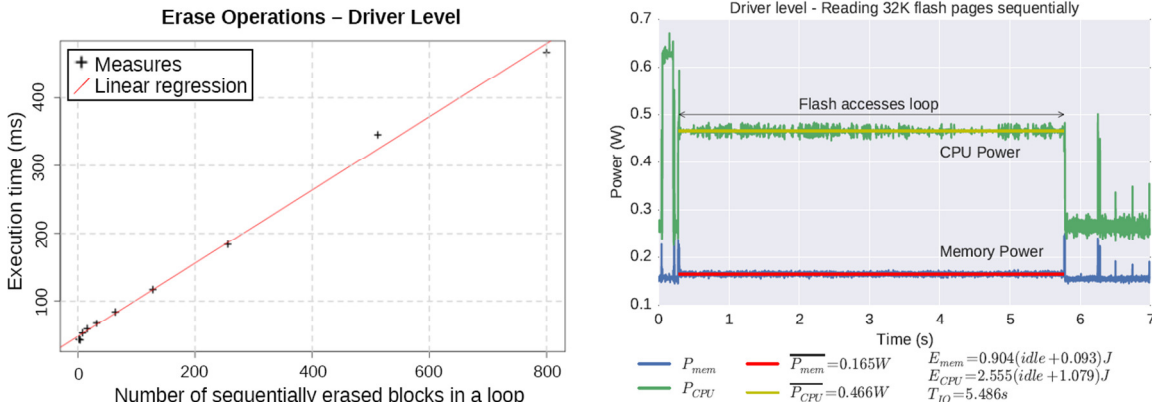 Erase Operations – Driver Level
Measures
Linear regression
Execution time (ms)
400
300
200
100
0
200
400
600
800
Number of sequentially erased blocks in a loop
Driver level - Reading 32K flash pages sequentially
0.7
0.6
0.5
0.4
0.3
0.2
0.1
Power (W)
Flash accesses loop
CPU Power
Memory Power
0
1
2
3
4
5
6
7
Time (s)
P_mem
P_CPU
P_mem=0.165W
P_CPU=0.466W
E_mem=0.904(idle+0.093)J
E_CPU=2.555(idle+1.079)J
T_IO=5.486s